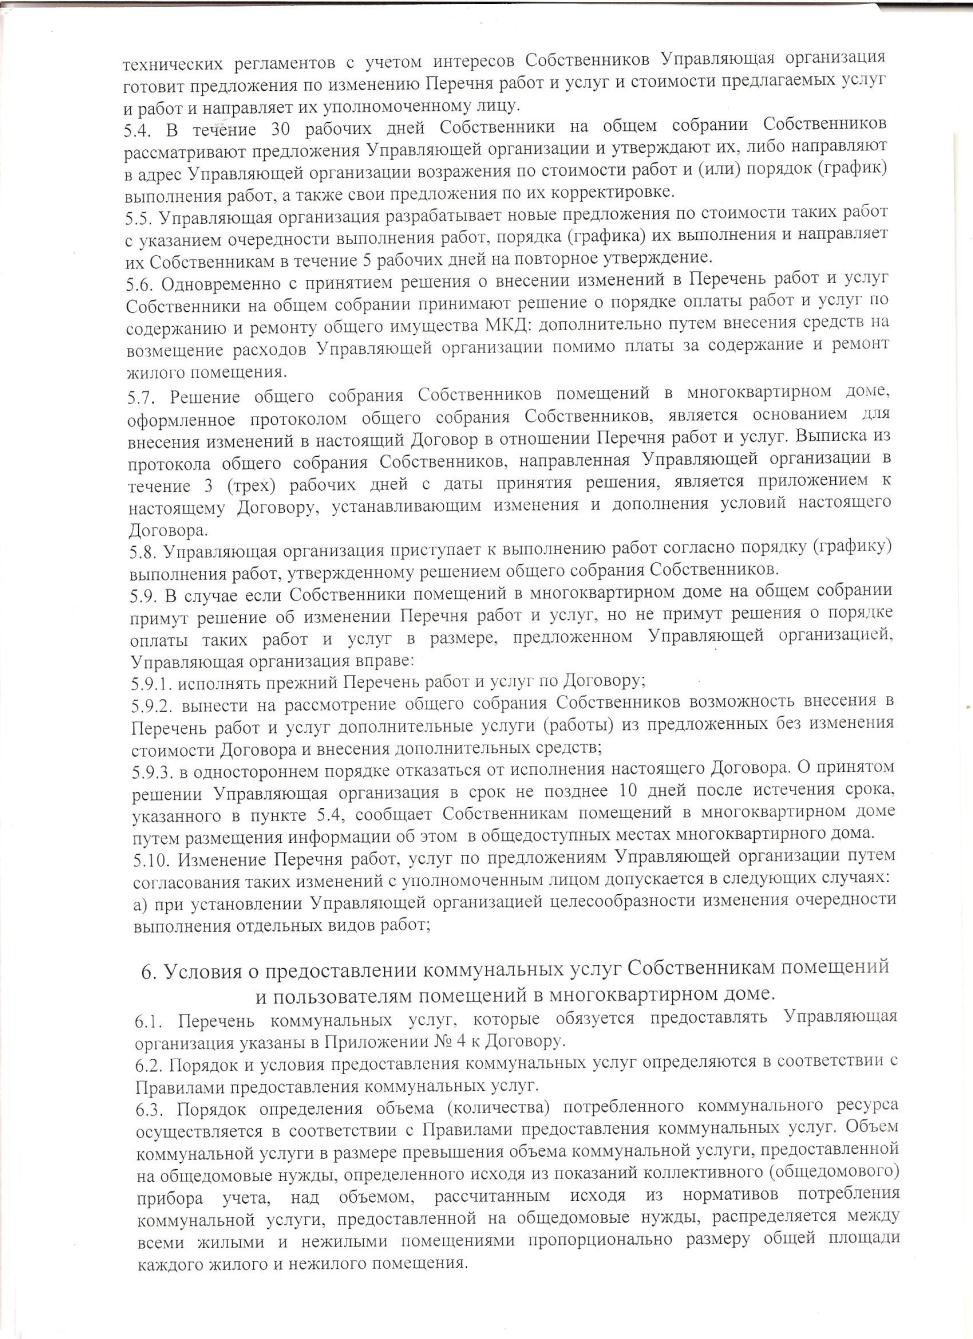 технических регламентов с учетом интересов Собственников Управляющая организация
готовит предложения по изменению Перечня работ и услуг и стоимости предлагаемых услуг
и работ и направляет их уполномоченному лицу.
5.4. В течение 30 рабочих дней Собственники на общем собрании Собственников
рассматривают предложения Управляющей организации и утверждают их, либо направляют
в адрес Управляющей организации возражения по стоимости работ и (или) порядок (график)
выполнения работ, а также свои предложения по их корректировке.
5.5. Управляющая организация разрабатывает новые предложения по стоимости таких работ
с указанием очередности выполнения работ, порядка (графика) их выполнения и направляет
их Собственникам в течение 5 рабочих дней на повторное утверждение.
5.6. Одновременно с принятием решения о внесении изменений в Перечень работ и услуг
Собственники на общем собрании принимают решение о порядке оплаты работ и услуг по
содержанию и ремонту общего имущества МКД: дополнительно путем внесения средств на
возмещение расходов Управляющей организации помимо платы за содержание и ремонт
жилого помещения.
5.7. Решение общего собрания Собственников помещений в многоквартирном доме,
оформленное протоколом общего собрания Собственников, является основанием для
внесения изменений в настоящий Договор в отношении Перечня работ и услуг. Выписка из
протокола общего собрания Собственников, направленная Управляющей организации в
течение 3 (трех) рабочих дней с даты принятия решения, является приложением к
настоящему Договору, устанавливающим изменения и дополнения условий настоящего
Договора.
5.8. Управляющая организация приступает к выполнению работ согласно порядку (графику)
выполнения работ, утвержденному решением общего собрания Собственников.
5.9. В случае если Собственники помещений в многоквартирном доме на общем собрании
примут решение об изменении Перечня работ и услуг, но не примут решения о порядке
оплаты таких работ и услуг в размере, предложенном Управляющей организацией,
Управляющая организация вправе:
5.9.1. исполнять прежний Перечень работ и услуг по Договору;
5.9.2. вынести на рассмотрение общего собрания Собственников возможность внесения в
Перечень работ и услуг дополнительные услуги (работы) из предложенных без изменения
стоимости Договора и внесения дополнительных средств;
5.9.3. в одностороннем порядке отказаться от исполнения настоящего Договора. О принятом
решении Управляющая организация в срок не позднее 10 дней после истечения срока,
указанного в пункте 5.4, сообщает Собственникам помещений в многоквартирном доме
путем размещения информации об этом в общедоступных местах многоквартирного дома.
5.10. Изменение Перечня работ, услуг по предложениям Управляющей организации путем
согласования таких изменений с уполномоченным лицом допускается в следующих случаях:
а) при установлении Управляющей организацией целесообразности изменения очередности
выполнения отдельных видов работ;
6. Условия о предоставлении коммунальных услуг Собственникам помещений
и пользователям помещений в многоквартирном доме.
6.1. Перечень коммунальных услуг, которые обязуется предоставлять Управляющая
организация указаны в Приложении № 4 к Договору.
6.2. Порядок и условия предоставления коммунальных услуг определяются в соответствии с
Правилами предоставления коммунальных услуг.
6.3. Порядок определения объема (количества) потребленного коммунального ресурса
осуществляется в соответствии с Правилами предоставления коммунальных услуг. Объем
коммунальной услуги в размере превышения объема коммунальной услуги, предоставленной
на общедомовые нужды, определенного исходя из показаний коллективного (общедомового)
прибора учета, над объемом, рассчитанным исходя из нормативов потребления
коммунальной услуги, предоставленной на общедомовые нужды, распределяется между
всеми жилыми и нежилыми помещениями пропорционально размеру общей площади
каждого жилого и нежилого помещения.